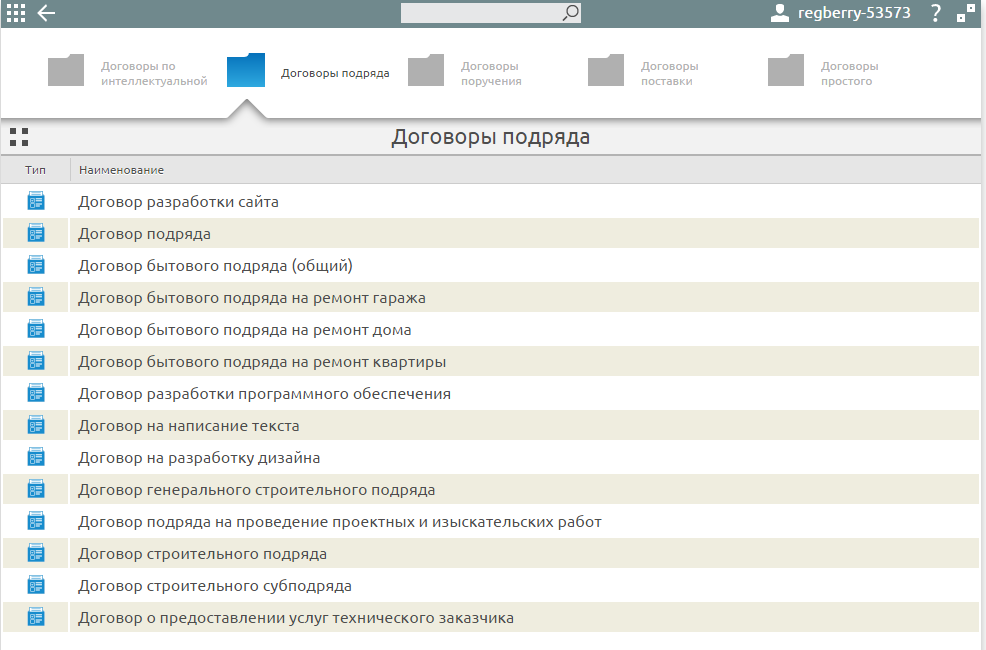 regberry-53573 ?
Договоры по
интеллектуальной
Договоры подряда
Договоры
поручения
Договоры
поставки
Договоры
простого
Договоры подряда
Тип Наименование
Договор разработки сайта
Договор подряда
Договор бытового подряда (общий)
Договор бытового подряда на ремонт гаража
Договор бытового подряда на ремонт дома
Договор бытового подряда на ремонт квартиры
Договор разработки программного обеспечения
Договор на написание текста
Договор на разработку дизайна
Договор генерального строительного подряда
Договор подряда на проведение проектных и изыскательских работ
Договор строительного подряда
Договор строительного субподряда
Договор о предоставлении услуг технического заказчика